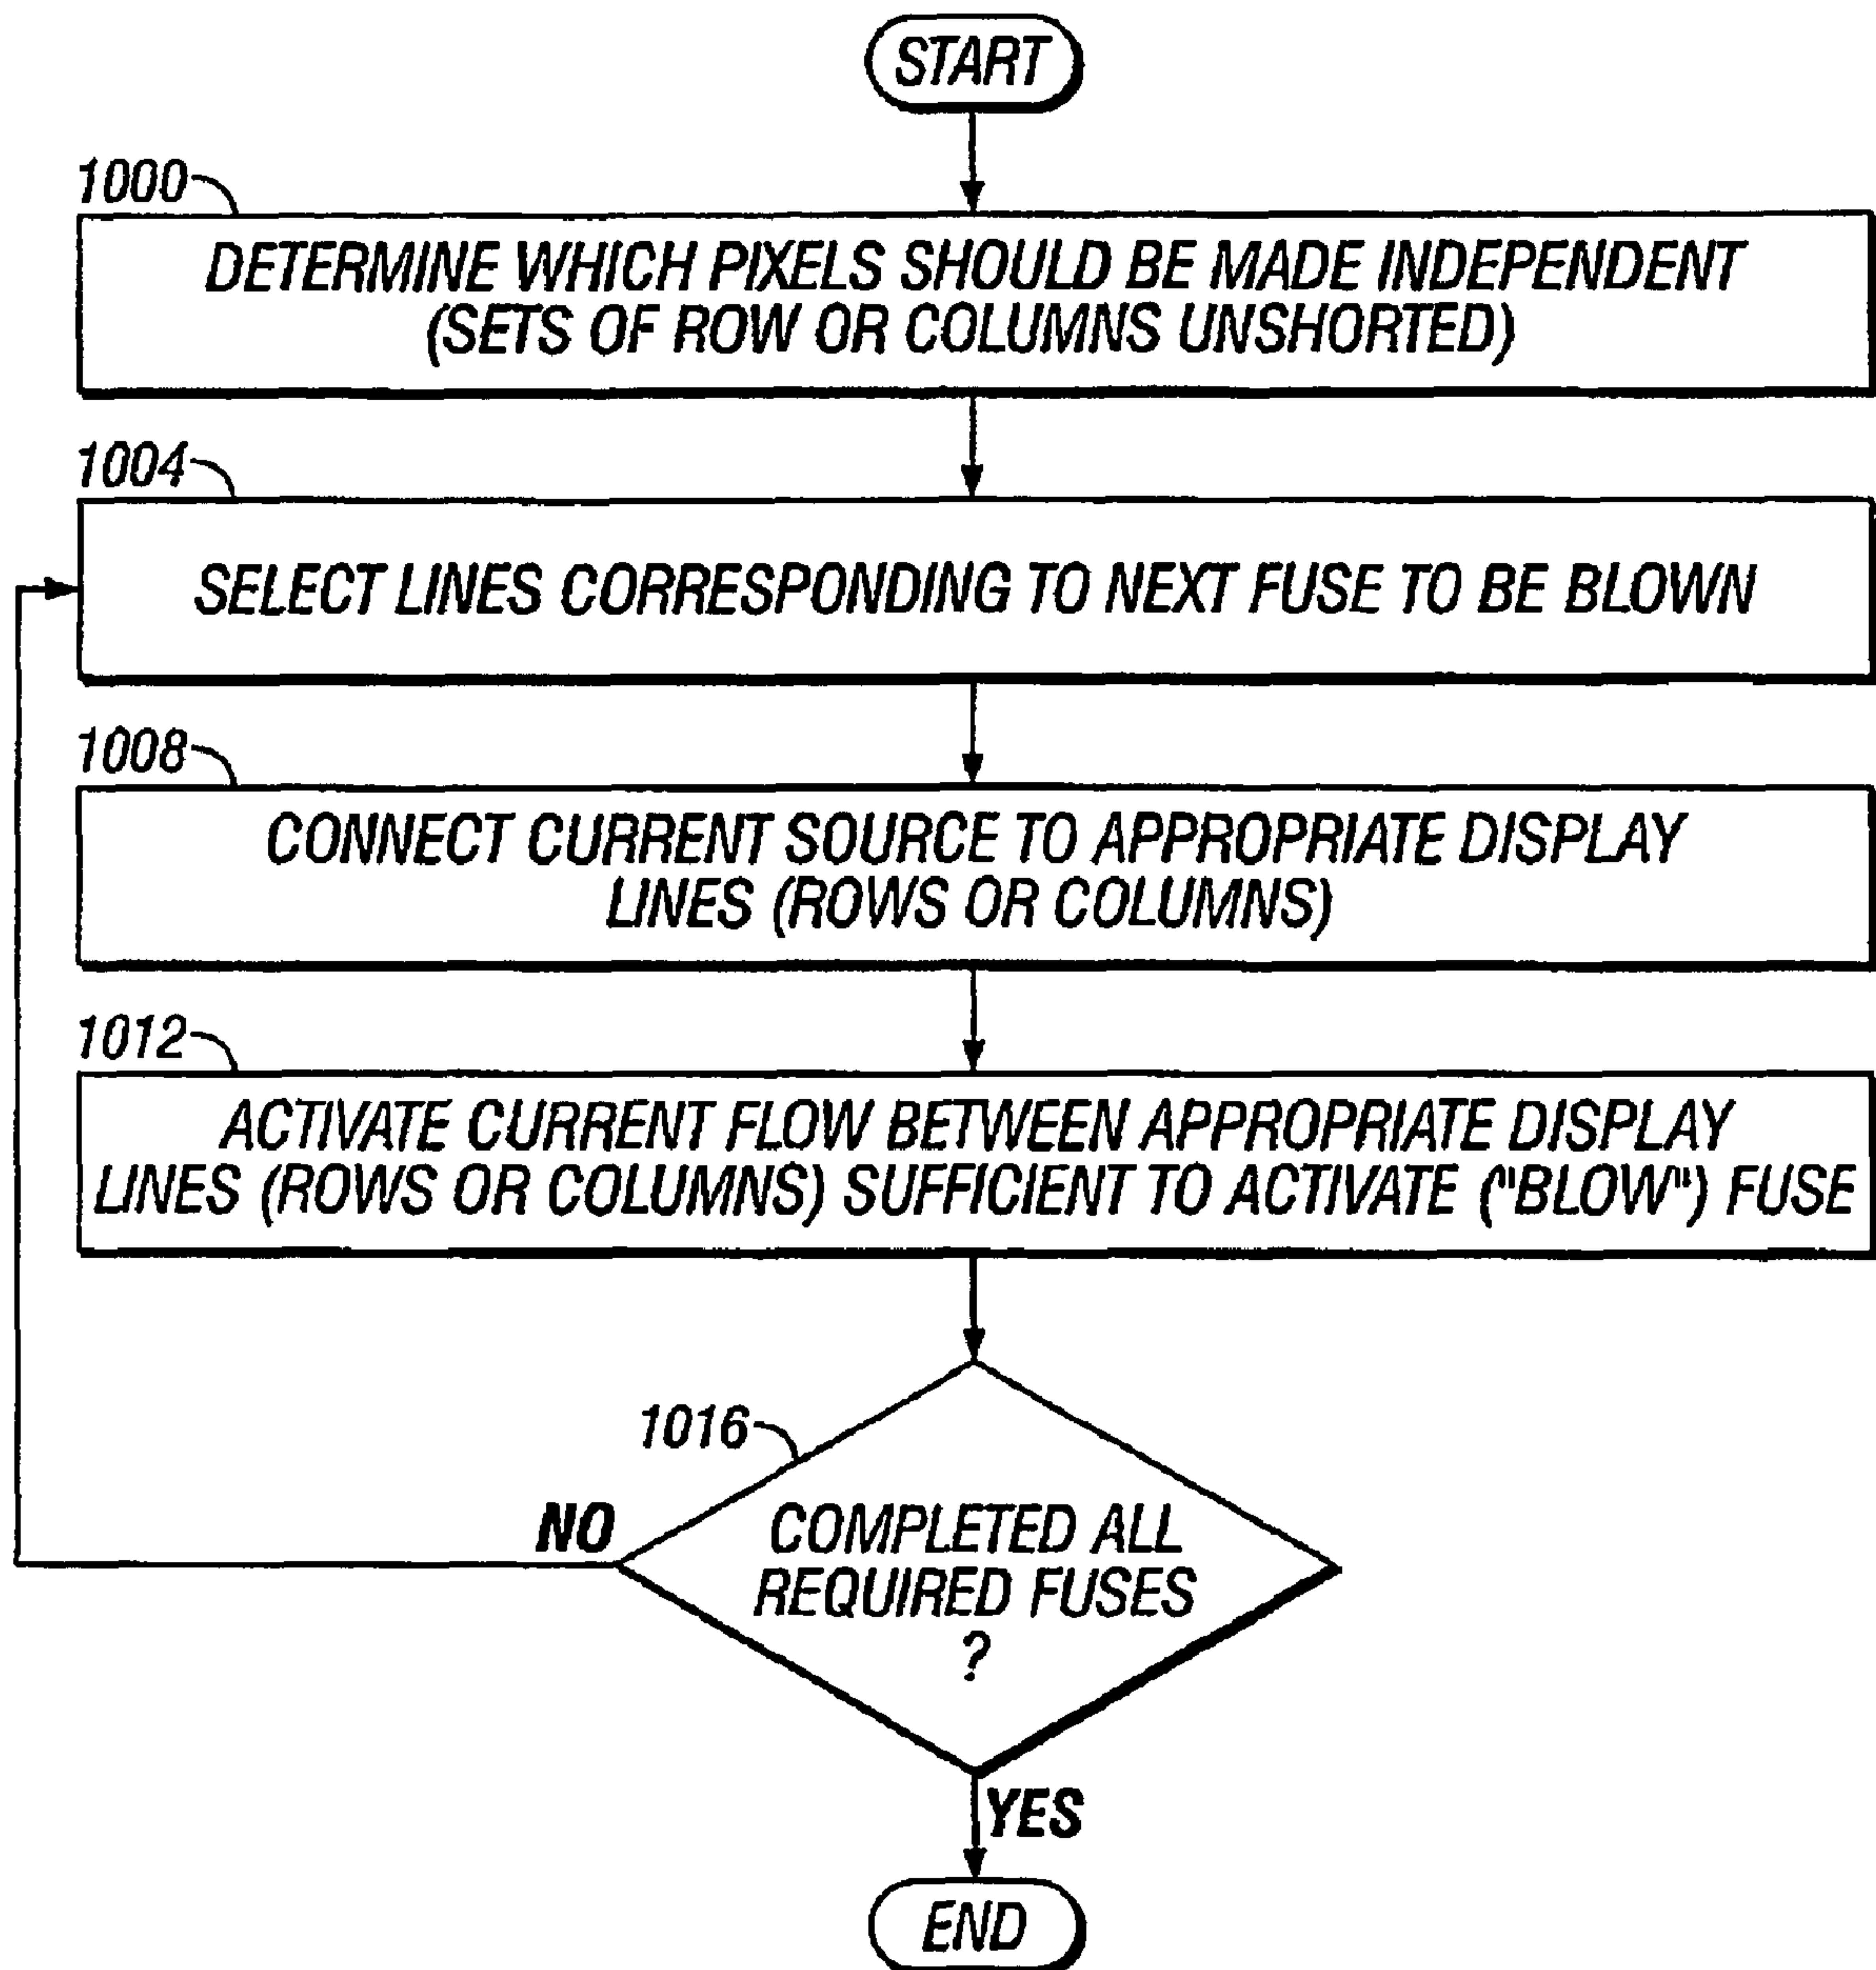 START
1000
DETERMINE WHICH PIXELS SHOULD BE MADE INDEPENDENT
(SETS OF ROW OR COLUMNS UNSHORTED)
1004
SELECT LINES CORRESPONDING TO NEXT FUSE TO BE BLOWN
1008
CONNECT CURRENT SOURCE TO APPROPRIATE DISPLAY
LINES (ROWS OR COLUMNS)
1012
ACTIVATE CURRENT FLOW BETWEEN APPROPRIATE DISPLAY
LINES (ROWS OR COLUMNS) SUFFICIENT TO ACTIVATE ("BLOW") FUSE
1016
NO
COMPLETED ALL
REQUIRED FUSES
?
YES
END